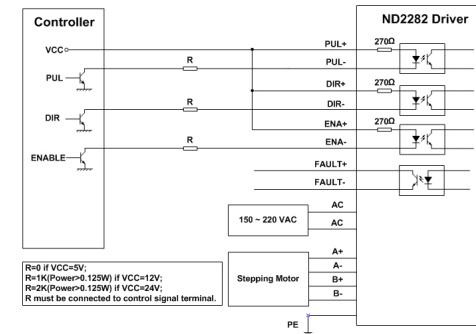 Controller
ND2282 Driver
VCC
PUL+
270Ω
R
PUL-
PUL
DIR+
270Ω
R
DIR-
DIR
ENA+
270Ω
R
ENA-
ENABLE
FAULT+
FAULT-
AC
150 ~ 220 VAC
AC
A+
A-
Stepping Motor
B+
B-
R=0 if VCC=5V;
R=1K(Power>0.125W) if VCC=12V;
R=2K(Power>0.125W) if VCC=24V;
R must be connected to control signal terminal.
PE